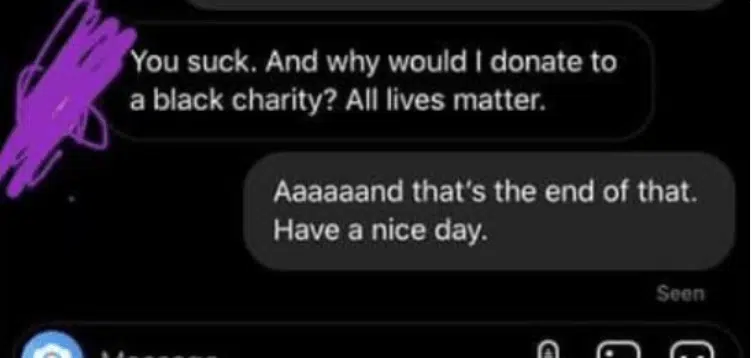 You suck. And why would I donate to
a black charity? All lives matter.
Aaaaaand that's the end of that.
Have a nice day.
Seen